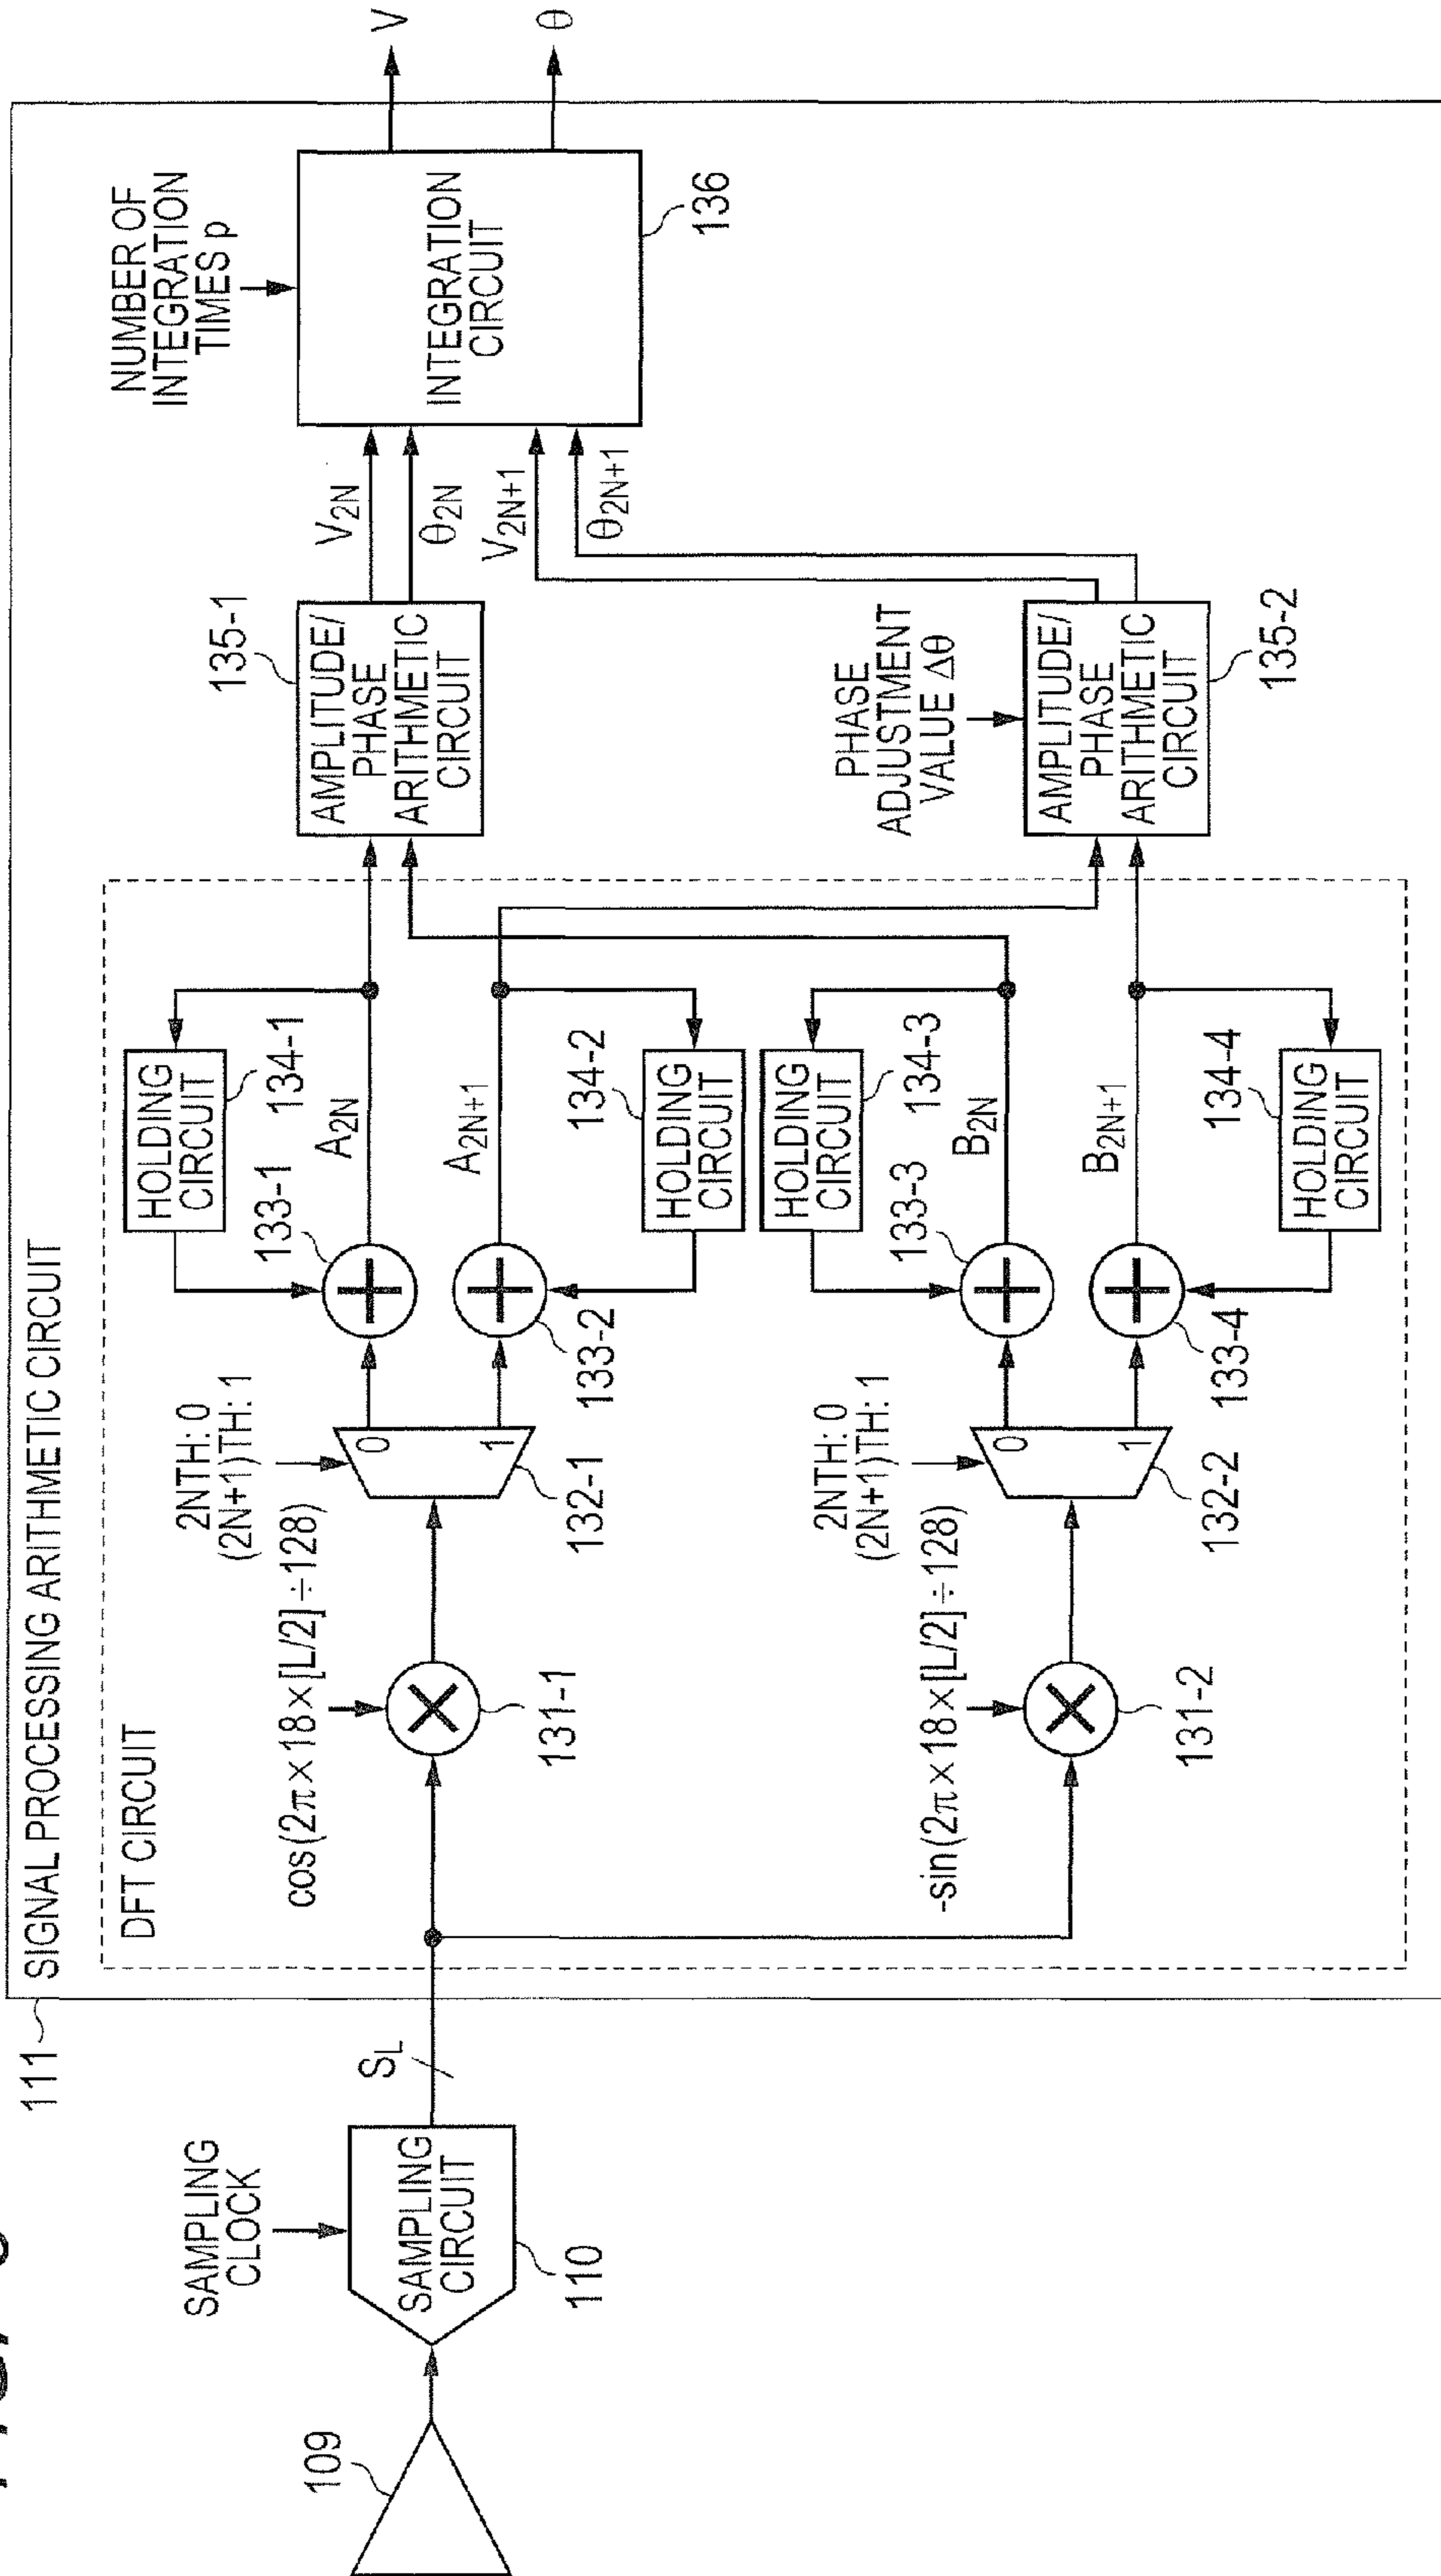 111
SIGNAL PROCESSING ARITHMETIC CIRCUIT
DFT CIRCUIT
109
SAMPLING
CLOCK
SAMPLING
CIRCUIT
110
S_L
cos(2π×18×[L/2]÷128)
131-1
-sin(2π×18×[L/2]÷128)
131-2
2NTH: 0
(2N+1)TH: 1
0
1
132-1
2NTH: 0
(2N+1)TH: 1
0
1
132-2
133-1
133-2
133-3
133-4
HOLDING
CIRCUIT
134-1
A_2N
A_2N+1
134-2
HOLDING
CIRCUIT
HOLDING
CIRCUIT
134-3
B_2N
B_2N+1
134-4
HOLDING
CIRCUIT
135-1
AMPLITUDE/
PHASE
ARITHMETIC
CIRCUIT
PHASE
ADJUSTMENT
VALUE Δθ
AMPLITUDE/
PHASE
ARITHMETIC
CIRCUIT
135-2
V_2N
θ_2N
V_2N+1
θ_2N+1
NUMBER OF
INTEGRATION
TIMES p
INTEGRATION
CIRCUIT
136
V
θ